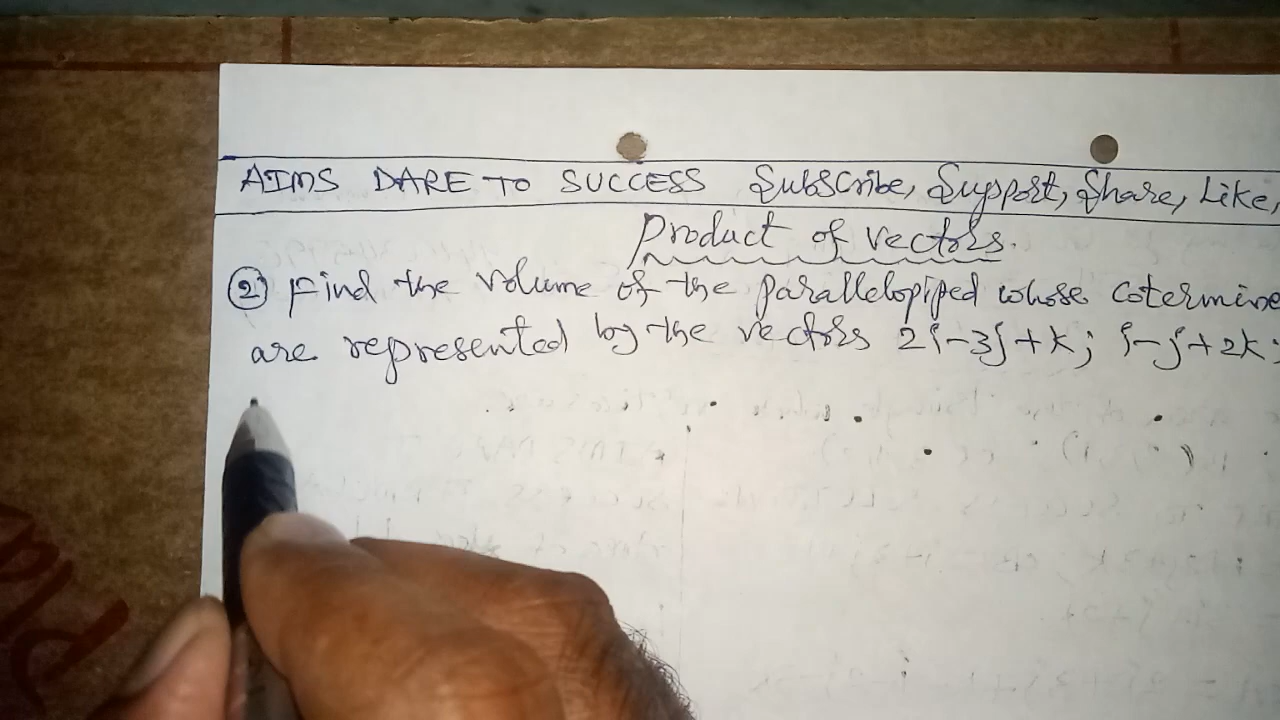 AIMS DARE TO SUCCESS Subscribe, Support, Share, Like,
Product of vectors.
② Find the volume of the parallelopiped whose cotermine
are represented by the vectors 2i-3j+k; i-j+2k;